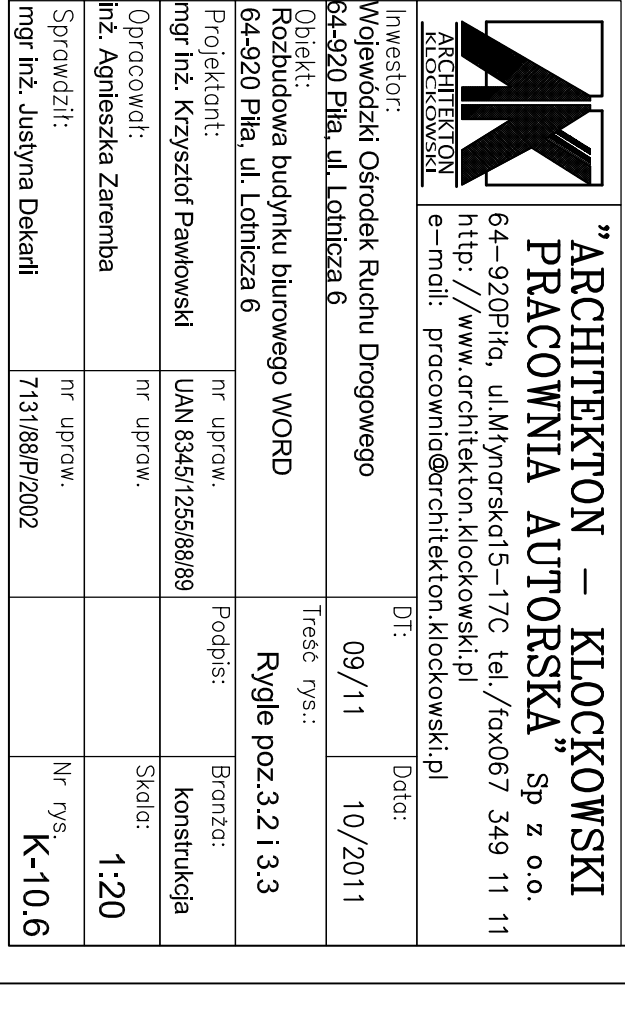 ARCHITEKTON
KLOCKOWSKI
"ARCHITEKTON – KLOCKOWSKI
PRACOWNIA AUTORSKA" Sp z o.o.
64–920Piła, ul.Młynarska15–17C tel./fax067 349 11 11
http: //www.architekton.klockowski.pl
e–mail: pracownia@architekton.klockowski.pl
Inwestor:
Wojewódzki Ośrodek Ruchu Drogowego
64-920 Piła, ul. Lotnicza 6
DT:
09/11
Data:
10/2011
Obiekt:
Rozbudowa budynku biurowego WORD
64-920 Piła, ul. Lotnicza 6
Treść rys.:
Rygle poz.3.2 i 3.3
Projektant:
mgr inż. Krzysztof Pawłowski
nr upraw.
UAN 8345/1255/88/89
Podpis:
Branża:
konstrukcja
Opracował:
inż. Agnieszka Zaremba
nr upraw.
Skala:
1:20
Sprawdził:
mgr inż. Justyna Dekarli
nr upraw.
7131/88/P/2002
Nr rys.
K-10.6